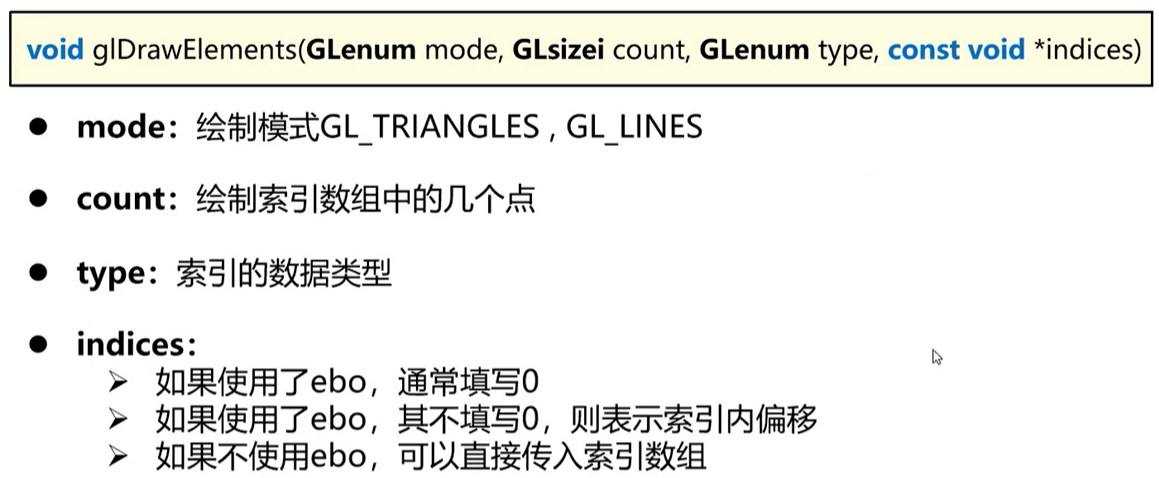 void glDrawElements(GLenum mode, GLsizei count, GLenum type, const void *indices)
● mode：绘制模式GL_TRIANGLES , GL_LINES
● count：绘制索引数组中的几个点
● type：索引的数据类型
● indices：
➢ 如果使用了ebo，通常填写0
➢ 如果使用了ebo，其不填写0，则表示索引内偏移
➢ 如果不使用ebo，可以直接传入索引数组